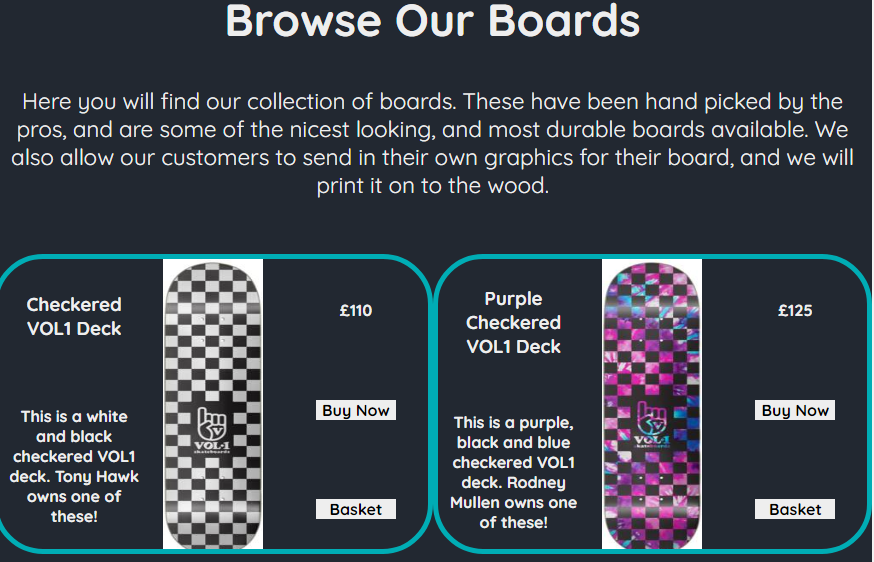 Browse Our Boards
Here you will find our collection of boards. These have been hand picked by the
pros, and are some of the nicest looking, and most durable boards available. We
also allow our customers to send in their own graphics for their board, and we will
print it on to the wood.
Checkered
VOL1 Deck
This is a white
and black
checkered VOL1
deck. Tony Hawk
owns one of
these!
V
VOL-1
skateboards
£110
Buy Now
Basket
Purple
Checkered
VOL1 Deck
This is a purple,
black and blue
checkered VOL1
deck. Rodney
Mullen owns one
of these!
V
VOL-1
skateboards
£125
Buy Now
Basket